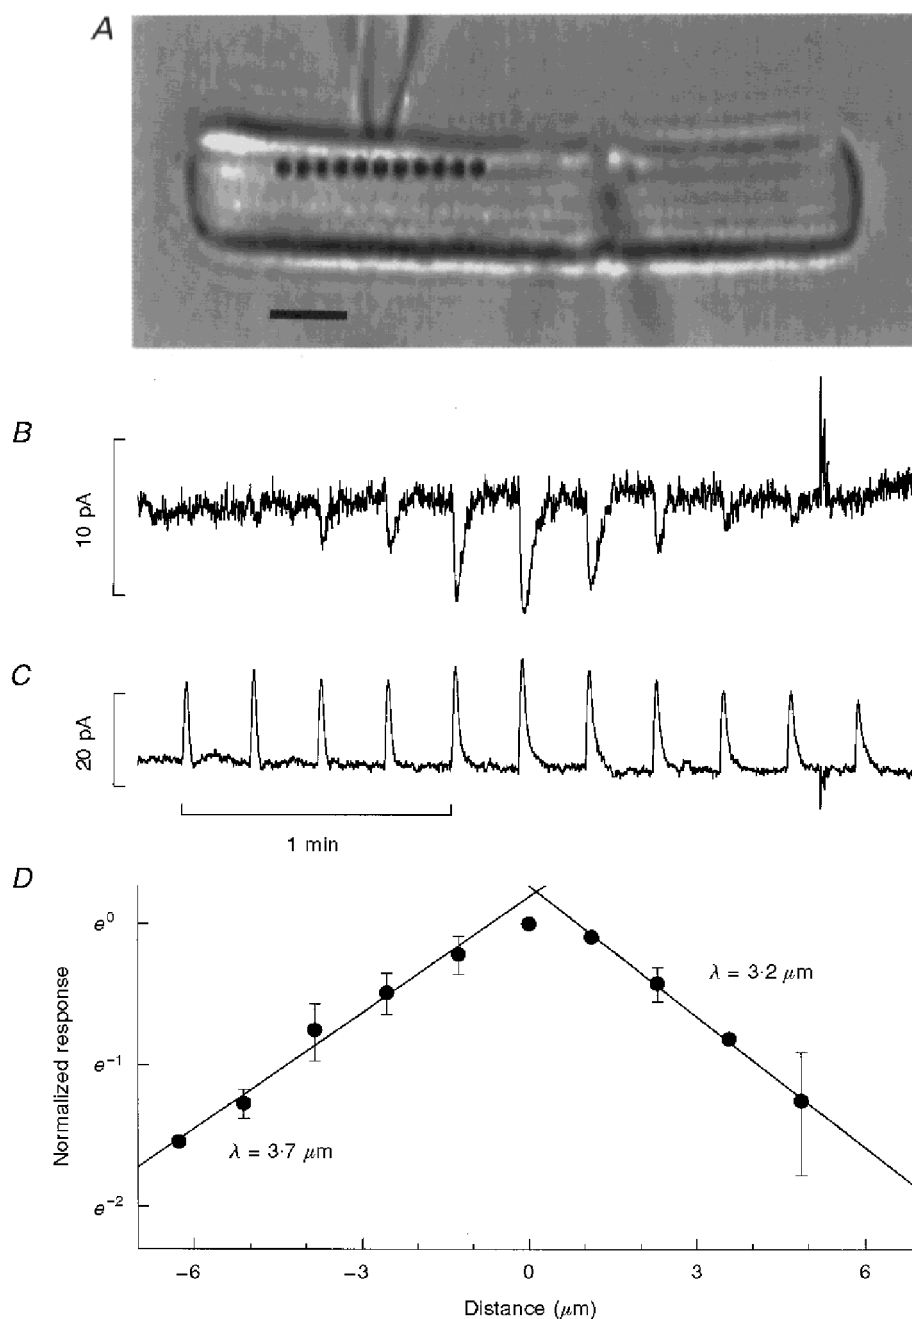 A
B
10 pA
C
20 pA
1 min
D
Normalized response
e⁰
e⁻¹
e⁻²
λ = 3·2 μm
λ = 3·7 μm
−6
−3
0
3
6
Distance (μm)